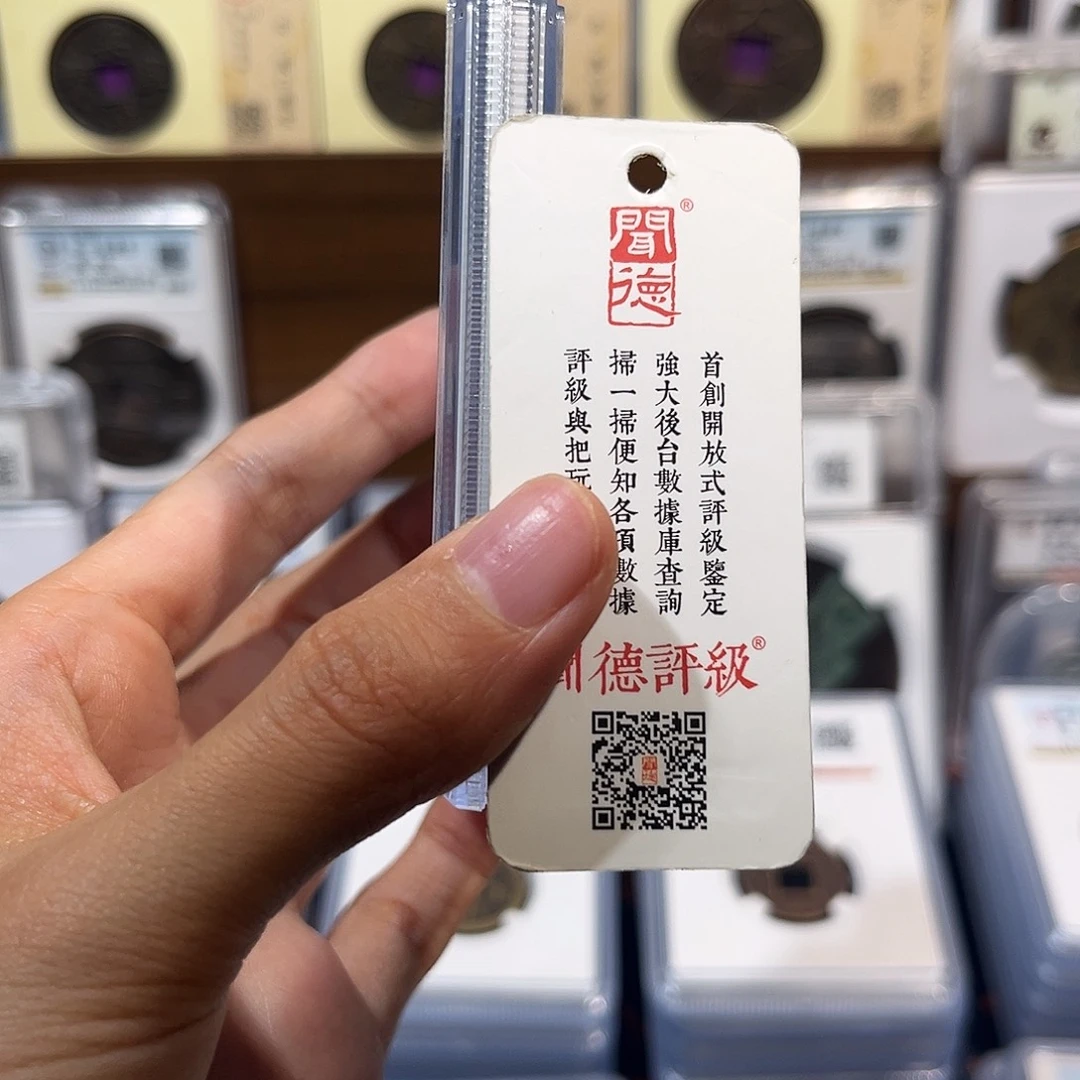 聞德
首創開放式評級鑒定
強大後台數據庫查詢
掃一掃便知各項數據
評級與把玩
德評級